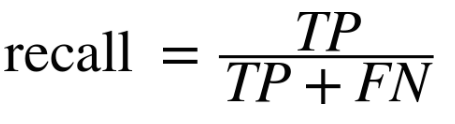 recall = TP / TP + FN